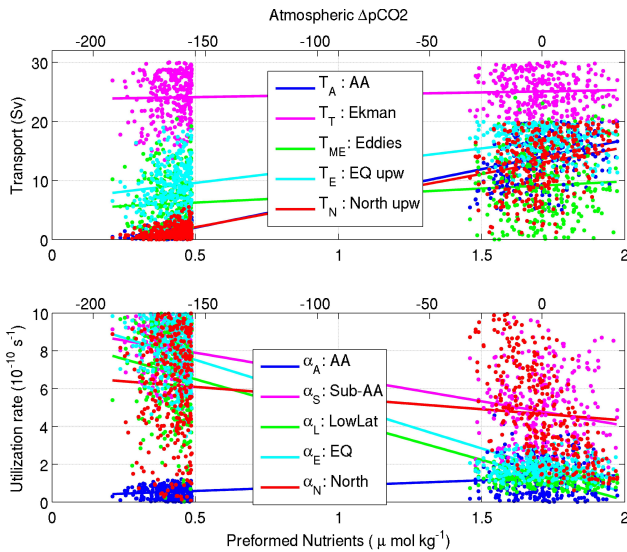 Atmospheric ΔpCO2
-200 -150 -100 -50 0
30
20
10
0
Transport (Sv)
T_A : AA
T_T : Ekman
T_ME : Eddies
T_E : EQ upw
T_N : North upw
0 0.5 1 1.5 2
-200 -150 -100 -50 0
10
8
6
4
2
0
Utilization rate (10^-10 s^-1)
α_A : AA
α_S : Sub-AA
α_L : LowLat
α_E : EQ
α_N : North
0 0.5 1 1.5 2
Preformed Nutrients ( μ mol kg^-1)